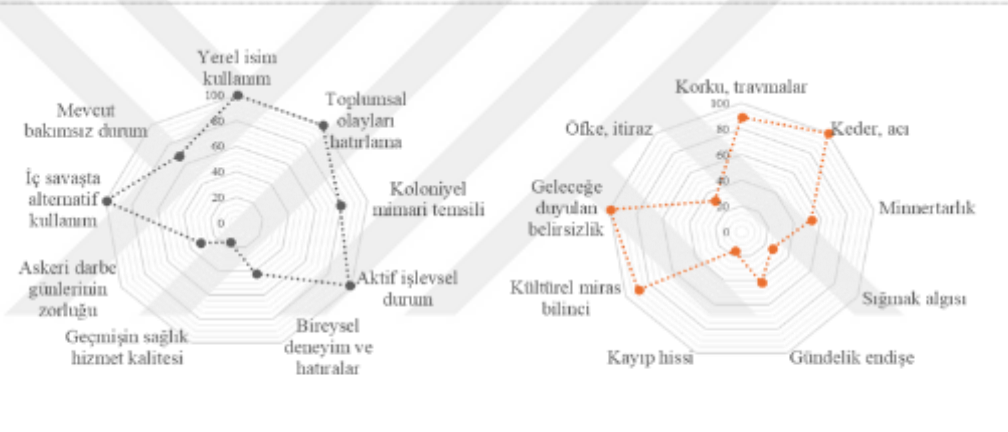 Yerel isim
kullanım
Mevcut
bakımsız durum
Toplumsal
olayları
hatırlama
İç savaşta
alternatif
kullanım
Koloniyel
mimari temsili
Askeri darbe
günlerinin
zorluğu
Aktif işlevsel
durum
Geçmişin sağlık
hizmet kalitesi
Bireysel
deneyim ve
hatıralar
100
80
60
40
20
0
Korku, travmalar
Öfke, itiraz
Keder, acı
Geleceğe
duyulan
belirsizlik
Minnertarlık
Kültürel miras
bilinci
Sığınak algısı
Kayıp hissi
Gündelik endişe
100
80
60
40
20
0